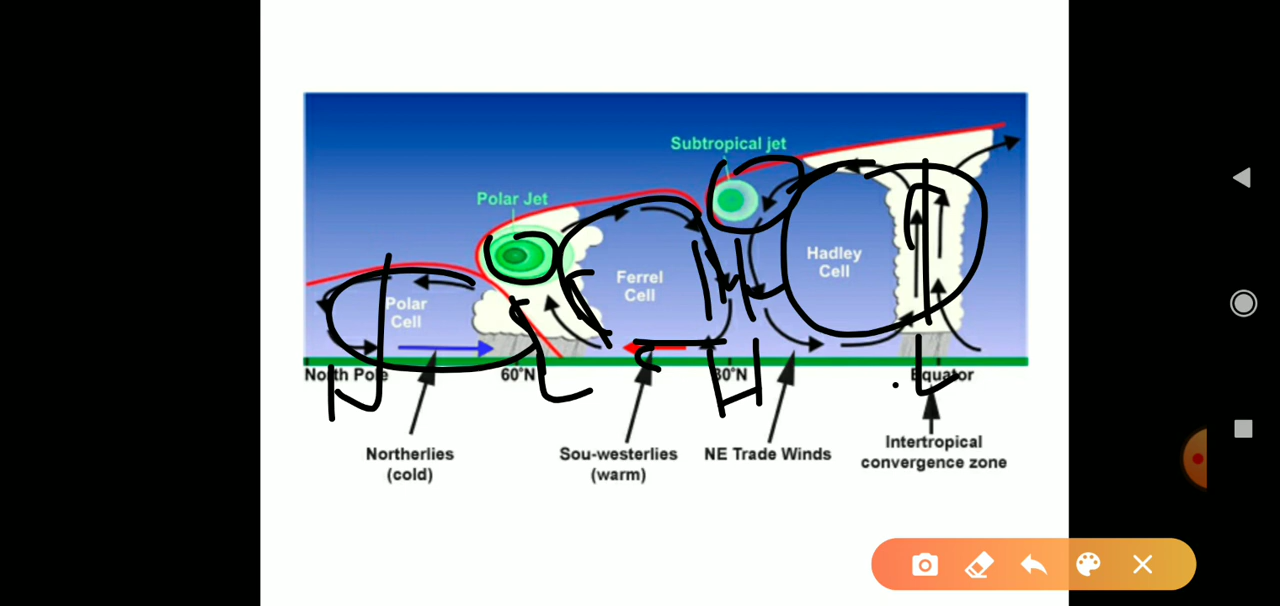 Subtropical jet
Polar Jet
Hadley
Cell
Ferrel
Cell
Polar
Cell
North Pole 60°N 30°N Equator
L H L
Northerlies
(cold)
Sou-westerlies
(warm)
NE Trade Winds
Intertropical
convergence zone